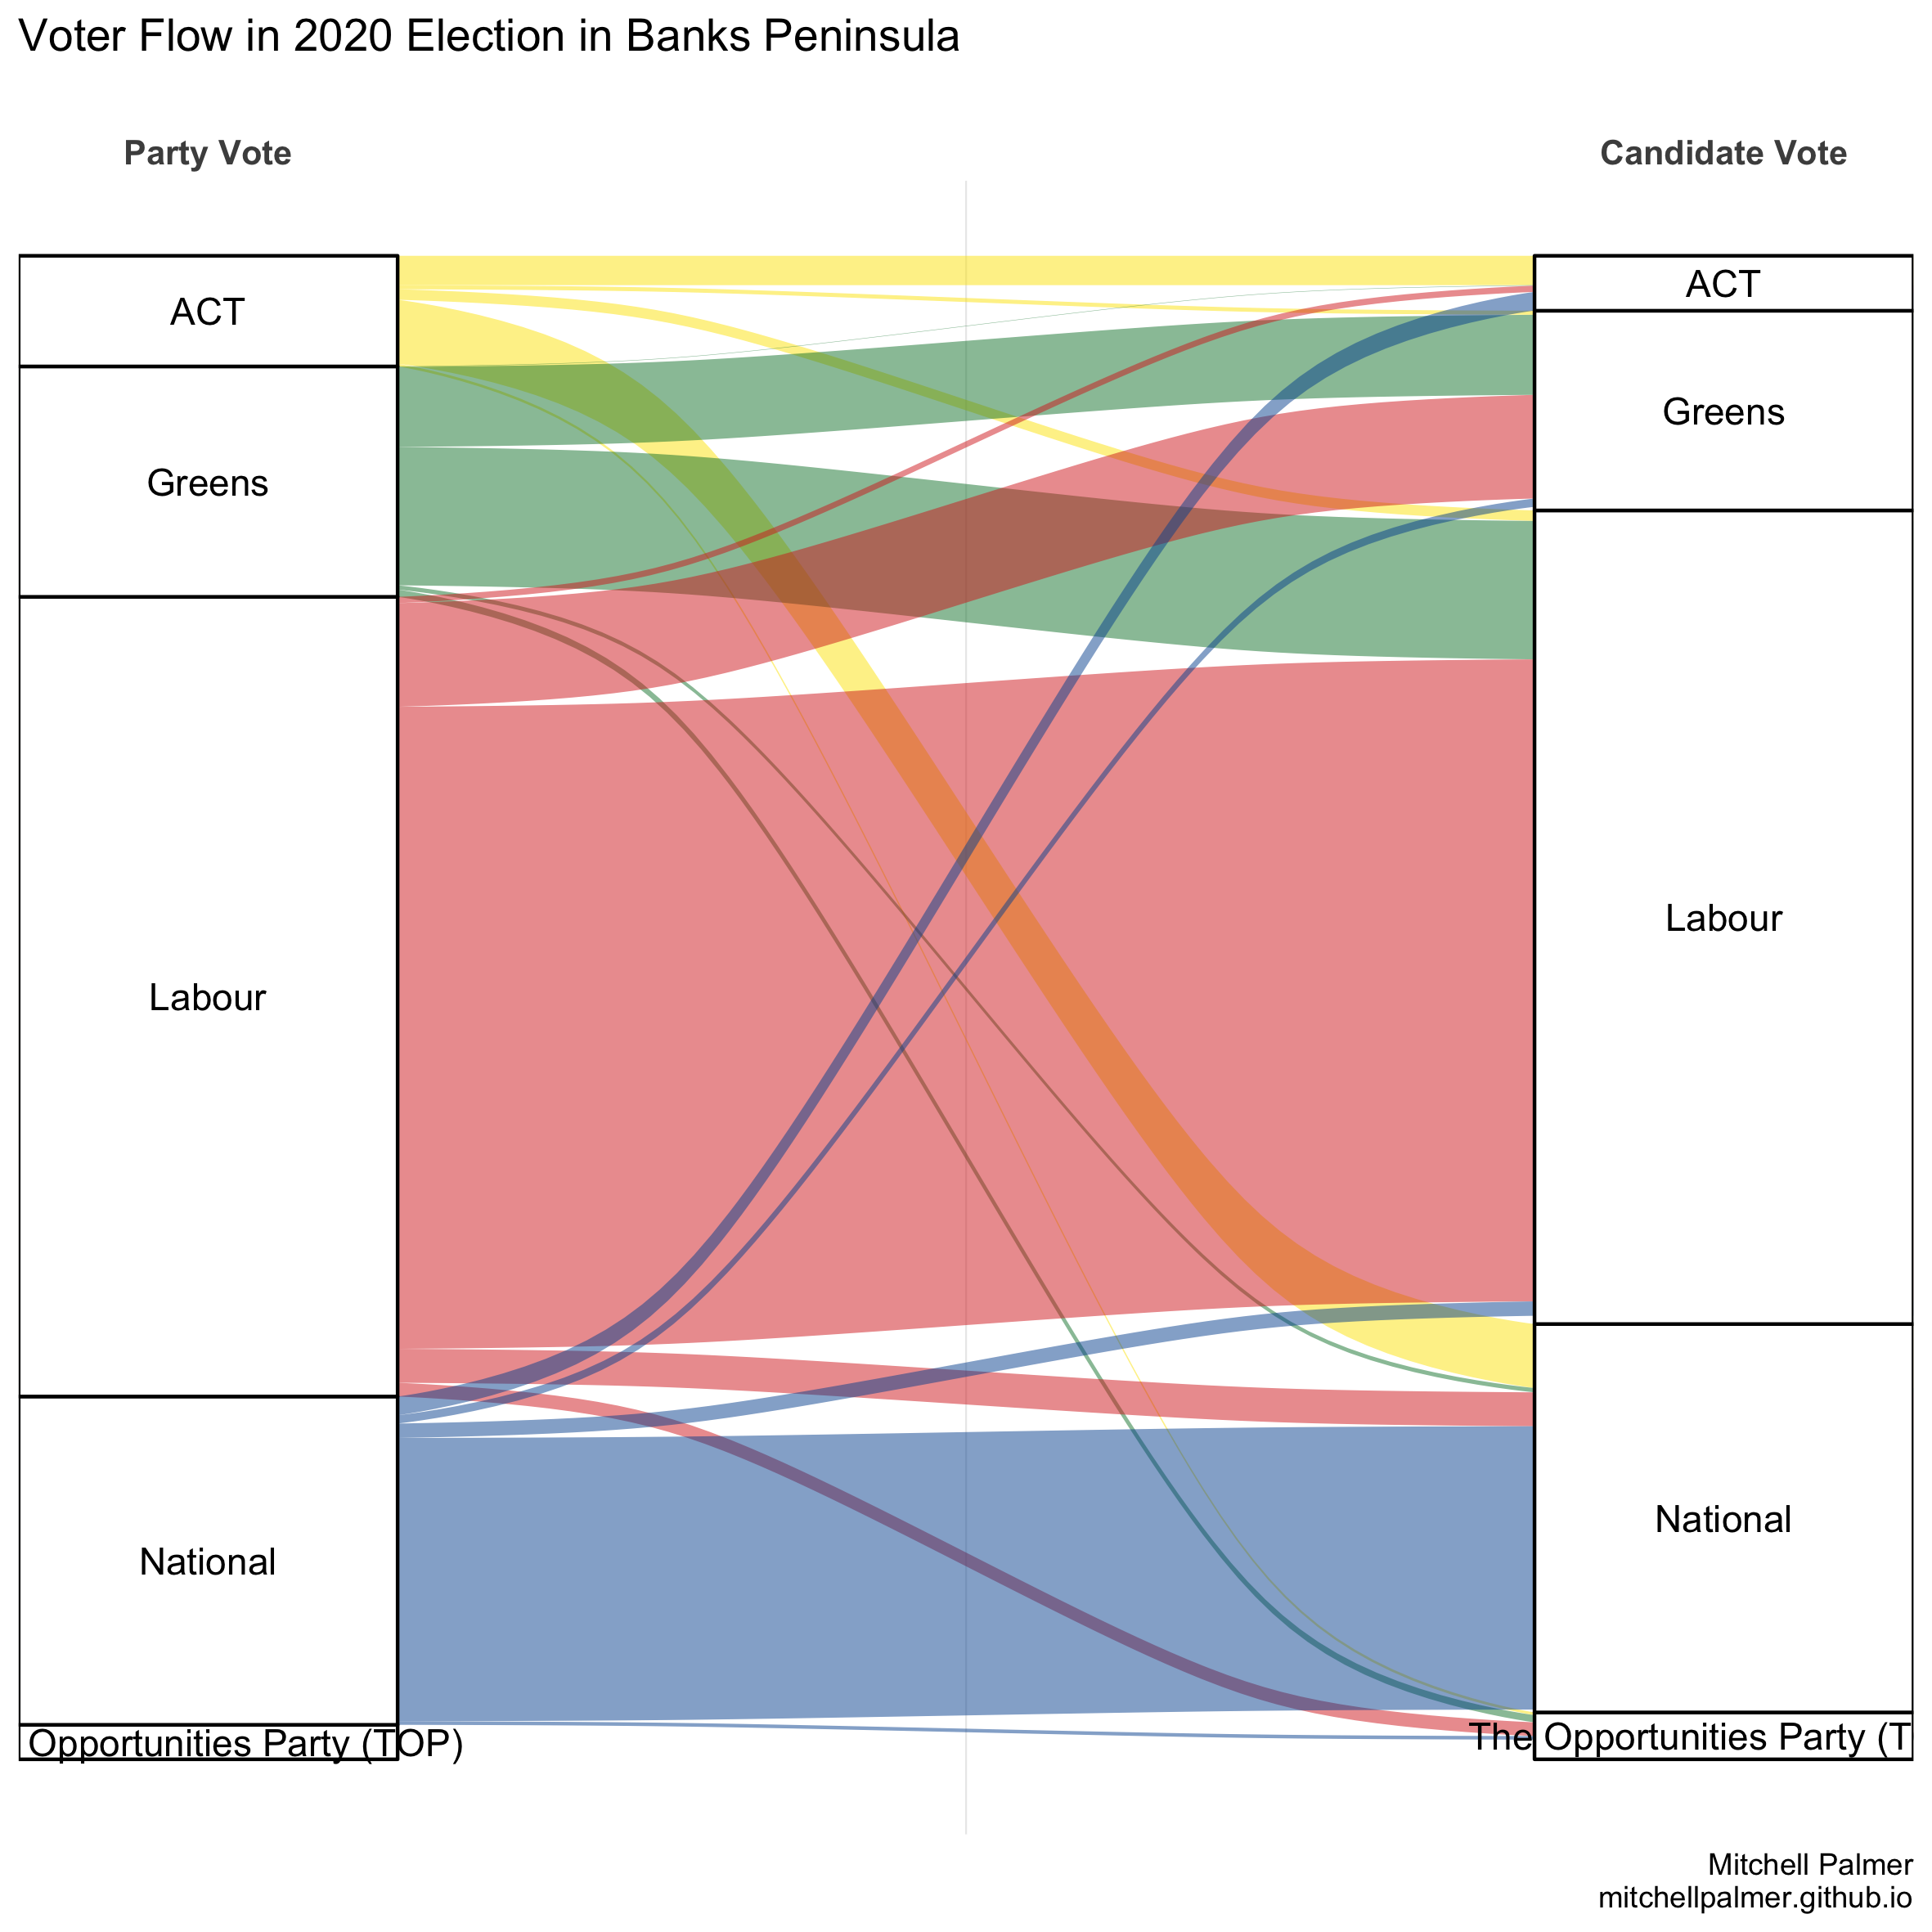 Voter Flow in 2020 Election in Banks Peninsula
Party Vote
Candidate Vote
ACT
Greens
Labour
National
Opportunities Party (TOP)
ACT
Greens
Labour
National
The Opportunities Party (T
Mitchell Palmer
mitchellpalmer.github.io